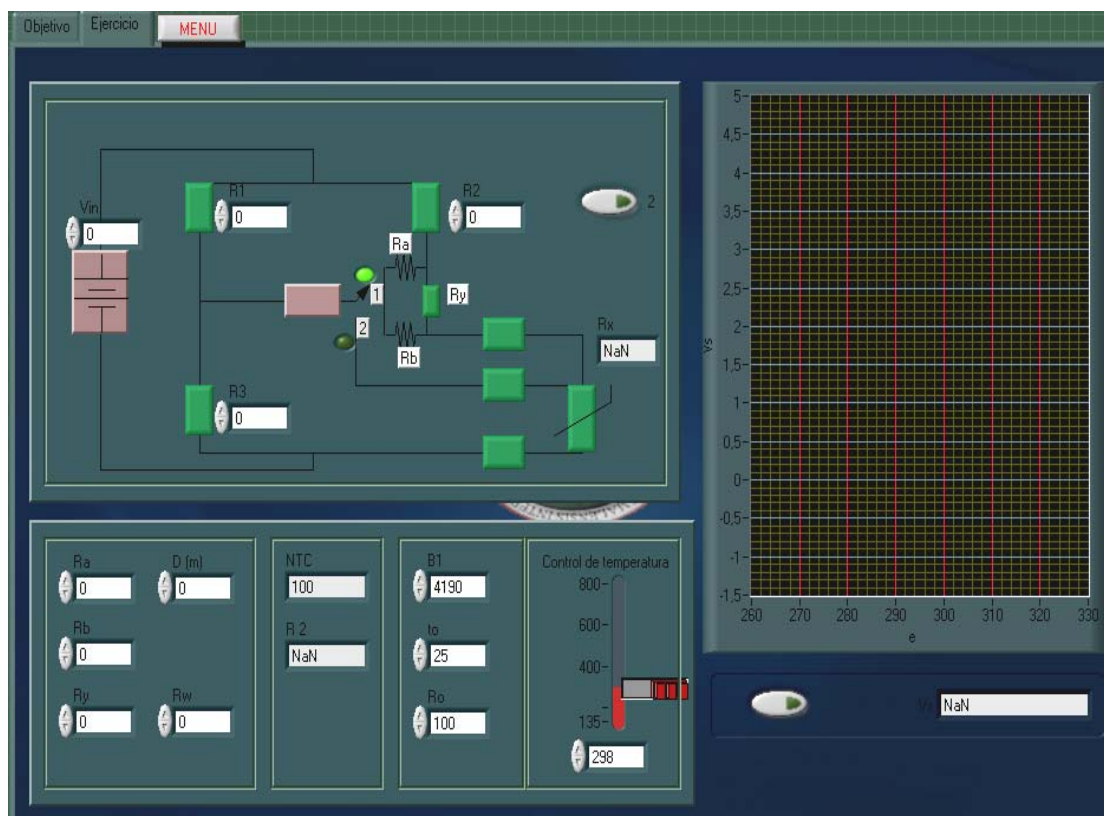 Objetivo
Ejercicio
MENU
Vin
0
R1
0
R2
0
2
Ra
1
Ry
2
Rb
Rx
NaN
R3
0
5
4,5
4
3,5
3
2,5
2
1,5
1
0,5
0
-0,5
-1
-1,5
Vs
260 270 280 290 300 310 320 330
e
Ra
0
D (m)
0
Rb
0
Ry
0
Rw
0
NTC
100
R 2
NaN
B1
4190
to
25
Ro
100
Control de temperatura
800
600
400
135
298
NaN